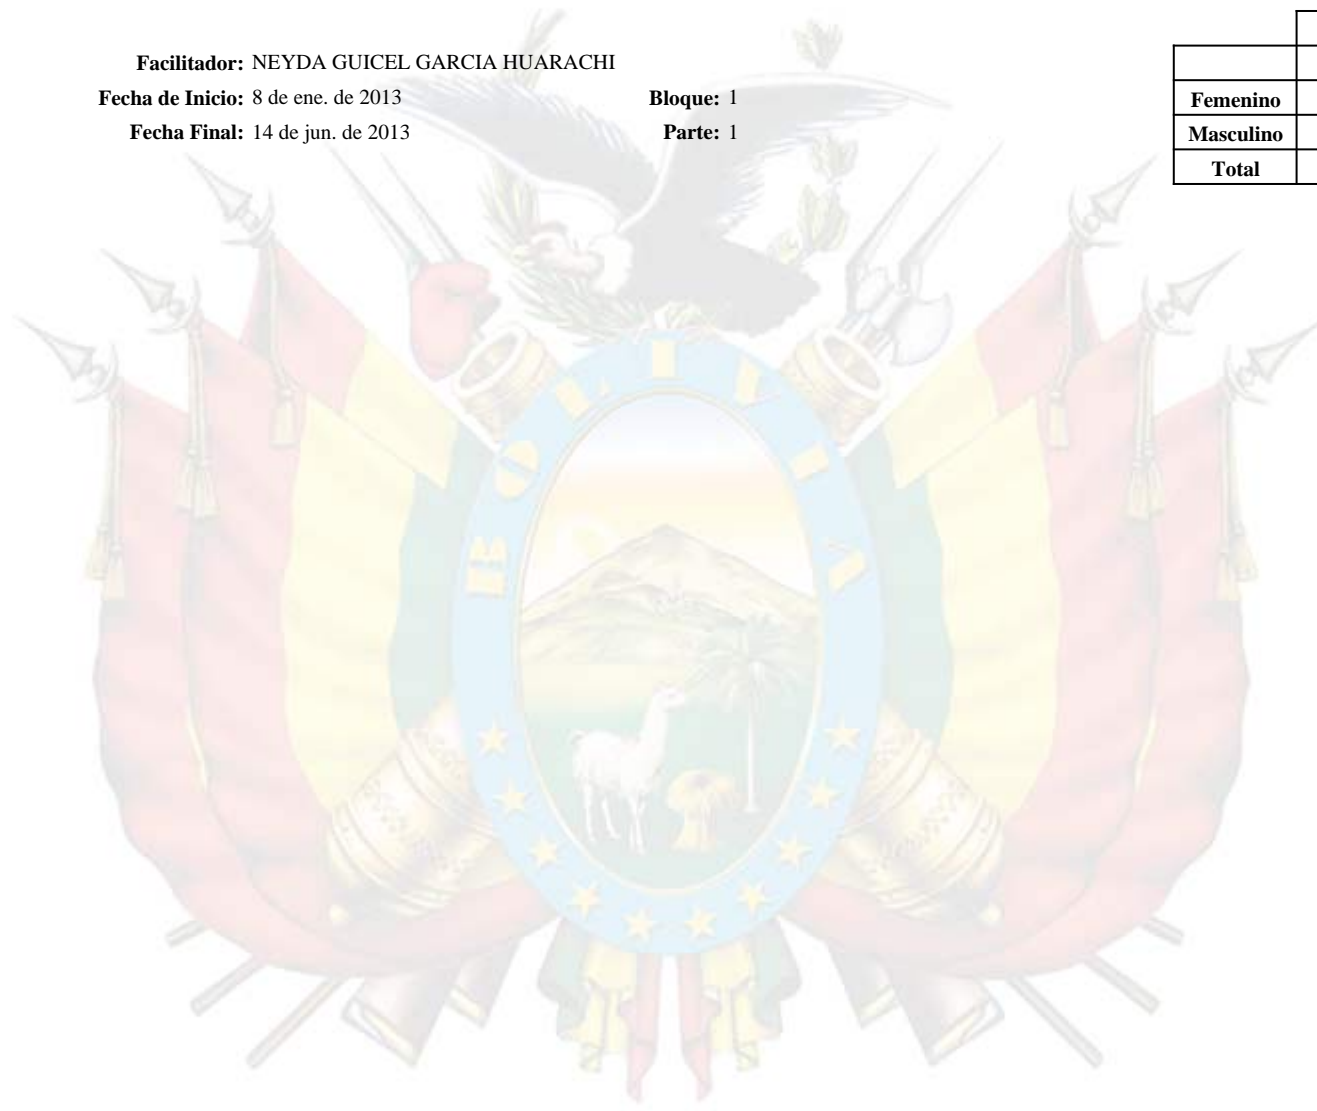 Facilitador: NEYDA GUICEL GARCIA HUARACHI
Fecha de Inicio: 8 de ene. de 2013 Bloque: 1
Fecha Final: 14 de jun. de 2013 Parte: 1
Femenino
Masculino
Total
BOLIVIA